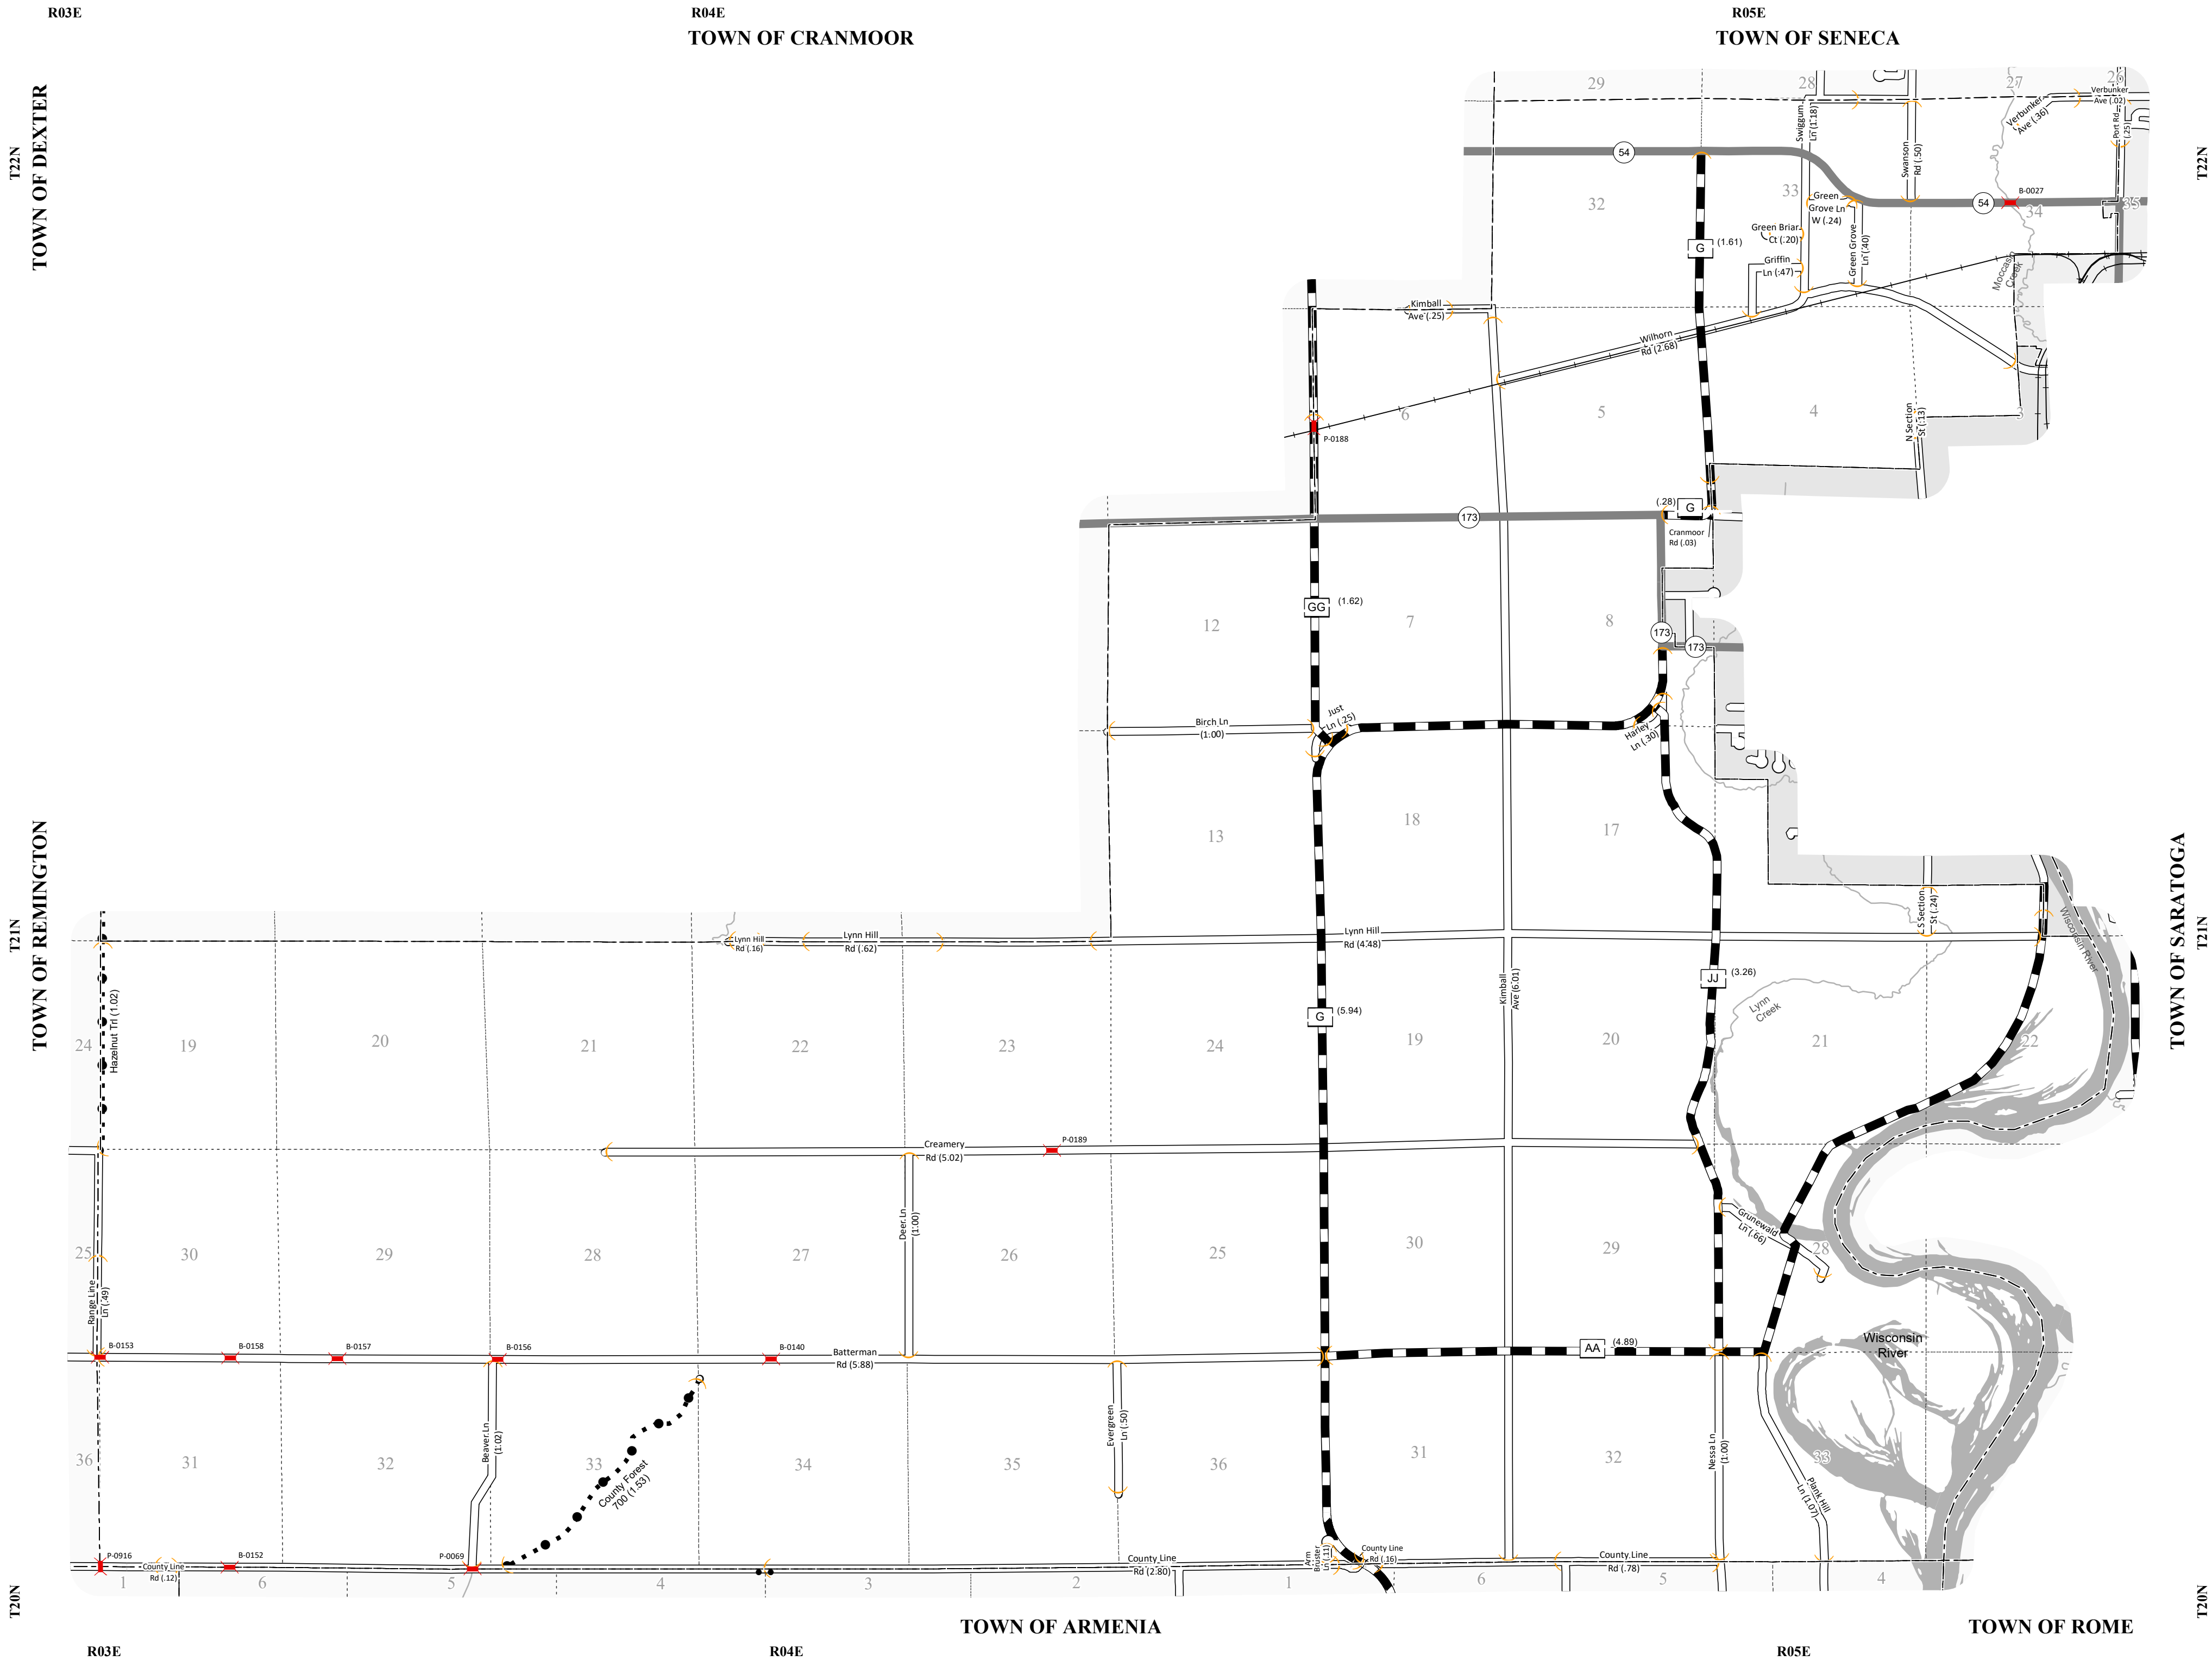 R03E
R04E
R05E
TOWN OF CRANMOOR
TOWN OF SENECA
TOWN OF DEXTER
T22N
T22N
29
28
27
26
Verbunker
Ave (.02)
Verbunker
Ave (.36)
Port Rd
(.25)
Swiggum
Ln (1.18)
Swanson
Rd (.50)
54
32
33
Green
Grove Ln
W (.24)
54
B-0027
34
35
Green Briar
Ct (.20)
Green Grove
Ln (.40)
G
(1.61)
Griffin
Ln (.47)
Moccasin
Creek
Kimball
Ave (.25)
Wilhorn
Rd (2.68)
6
5
4
3
N Section
St (.13)
P-0188
(.28)
G
173
Cranmoor
Rd (.03)
GG
(1.62)
12
7
8
173
173
Just
Ln (.25)
Birch Ln
(1.00)
Harley
Ln (.30)
13
18
17
TOWN OF REMINGTON
TOWN OF SARATOGA
T21N
T21N
S Section
St (.24)
Wisconsin River
Lynn Hill
Rd (.16)
Lynn Hill
Rd (.62)
Lynn Hill
Rd (4.48)
Kimball
Ave (6.01)
JJ
(3.26)
Lynn
Creek
G
(5.94)
Hazelnut Trl (1.02)
24
19
20
21
22
23
24
19
20
21
22
Creamery
Rd (5.02)
P-0189
Deer Ln
(1.00)
Grunewald
Ln (.66)
25
30
29
28
27
26
25
30
29
28
Range Line
Ln (.49)
B-0153
B-0158
B-0157
B-0156
B-0140
Batterman
Rd (5.88)
AA
(4.89)
Wisconsin
River
Beaver Ln
(1.02)
Evergreen
Ln (.50)
Nessa Ln
(1.00)
Plank Hill
Ln (1.07)
36
31
32
33
34
35
36
31
32
33
County Forest
700 (1.53)
P-0916
County Line
Rd (.12)
B-0152
P-0069
County Line
Rd (2.80)
Arm
Bruster
Ln (.11)
County Line
Rd (.16)
County Line
Rd (.78)
1
6
5
4
3
2
1
6
5
4
T20N
T20N
TOWN OF ARMENIA
TOWN OF ROME
R03E
R04E
R05E